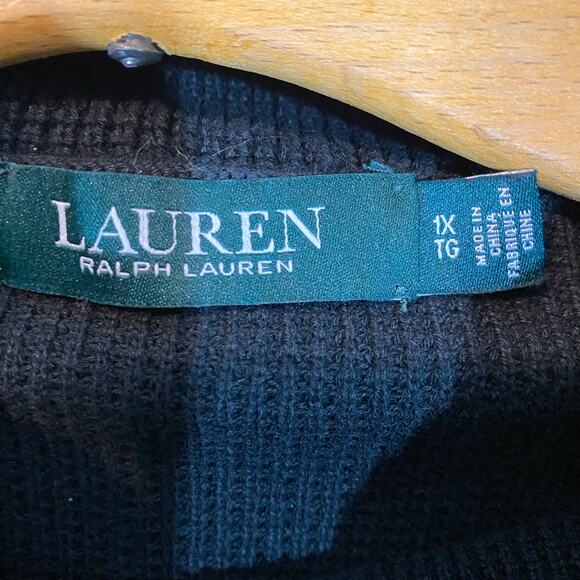 LAUREN
RALPH LAUREN
1X
TG
MADE IN
CHINA
FABRIQUE EN
CHINE